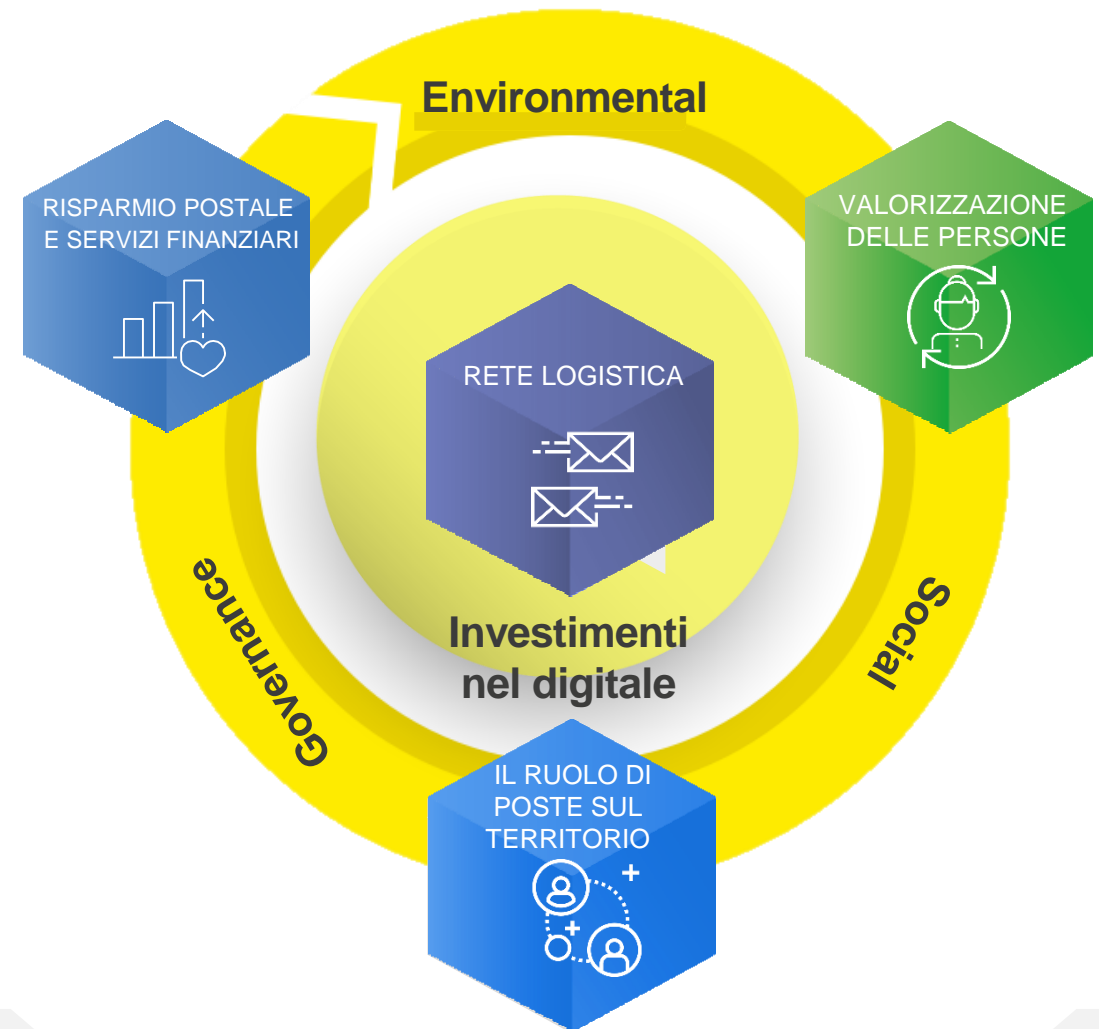 Environmental
RISPARMIO POSTALE
E SERVIZI FINANZIARI
VALORIZZAZIONE
DELLE PERSONE
RETE LOGISTICA
Governance
Social
Investimenti
nel digitale
IL RUOLO DI
POSTE SUL
TERRITORIO